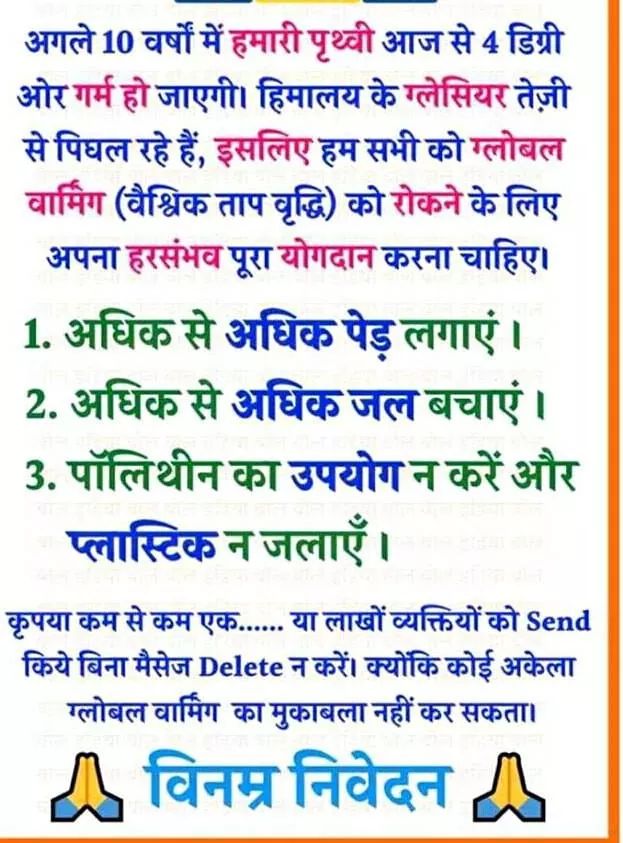 अगले 10 वर्षों में हमारी पृथ्वी आज से 4 डिग्री
ओर गर्म हो जाएगी। हिमालय के ग्लेसियर तेज़ी
से पिघल रहे हैं, इसलिए हम सभी को ग्लोबल
वार्मिंग (वैश्विक ताप वृद्धि) को रोकने के लिए
अपना हरसंभव पूरा योगदान करना चाहिए।
1. अधिक से अधिक पेड़ लगाएं ।
2. अधिक से अधिक जल बचाएं ।
3. पॉलिथीन का उपयोग न करें और
प्लास्टिक न जलाएँ ।
कृपया कम से कम एक...... या लाखों व्यक्तियों को Send
किये बिना मैसेज Delete न करें। क्योंकि कोई अकेला
ग्लोबल वार्मिंग का मुकाबला नहीं कर सकता।
विनम्र निवेदन